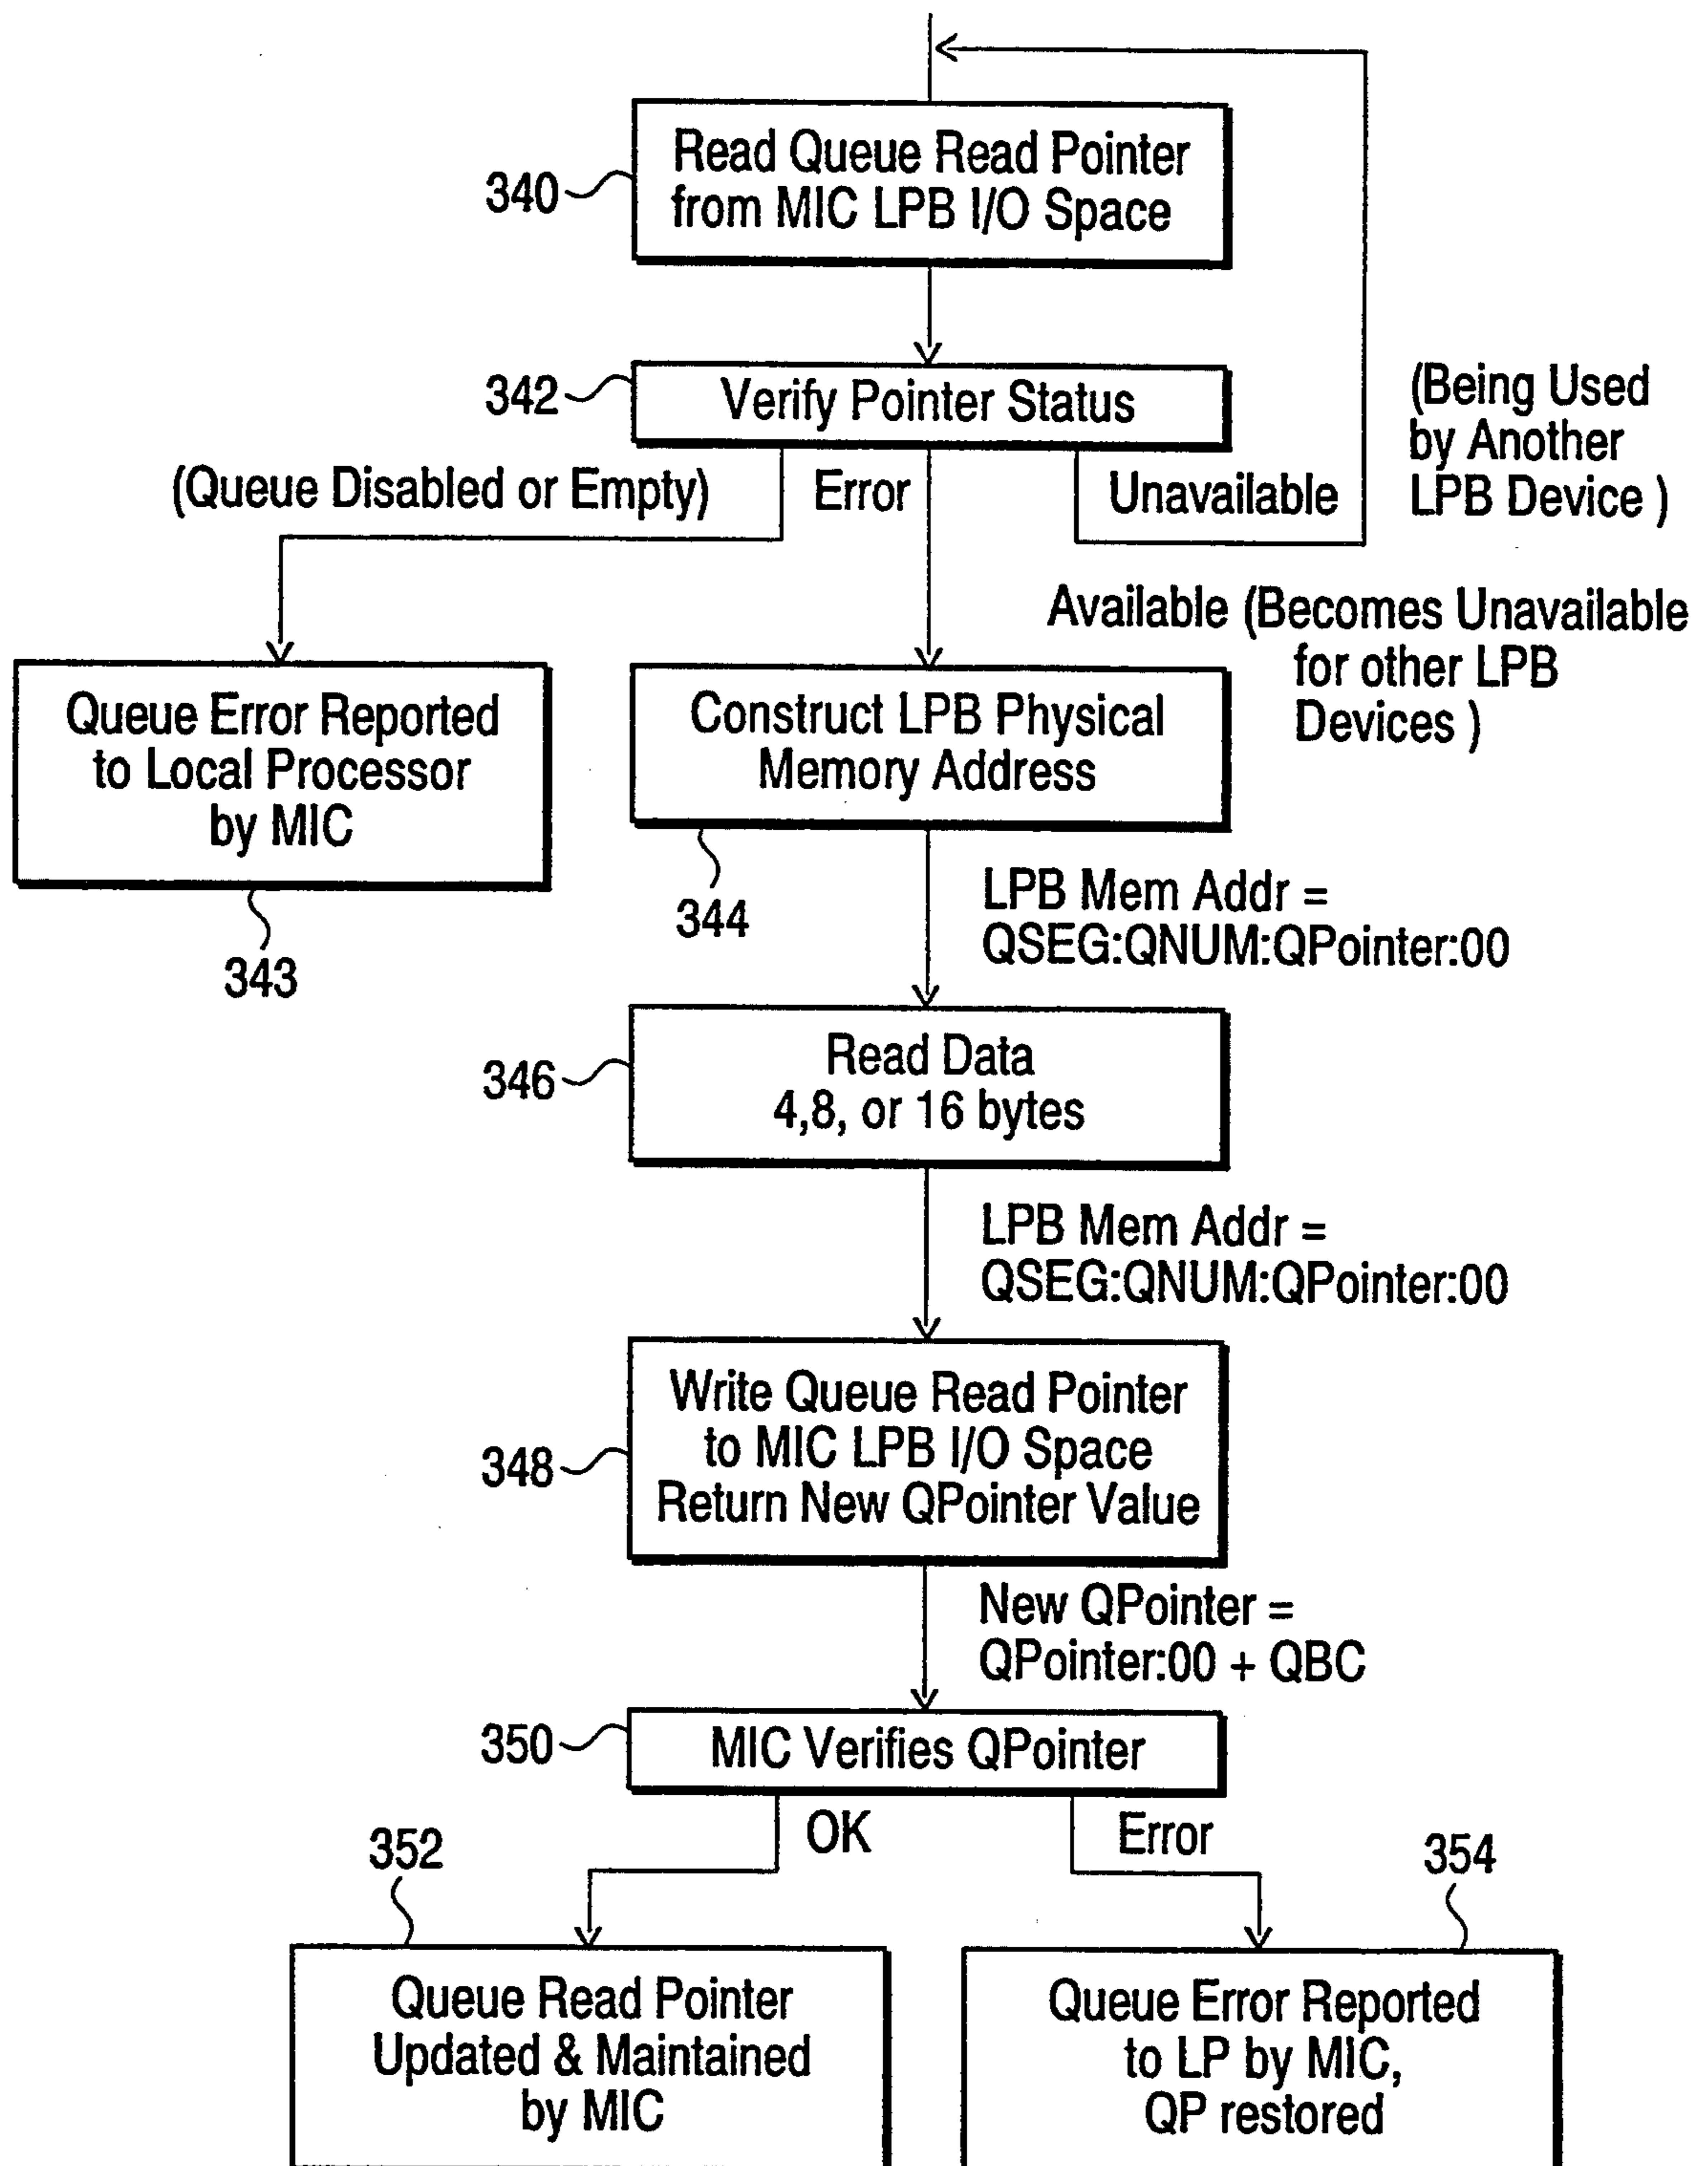 Read Queue Read Pointer
from MIC LPB I/O Space
340
342
Verify Pointer Status
(Being Used
by Another
LPB Device )
(Queue Disabled or Empty)
Error
Unavailable
Available (Becomes Unavailable
for other LPB
Devices )
Queue Error Reported
to Local Processor
by MIC
343
Construct LPB Physical
Memory Address
344
LPB Mem Addr =
QSEG:QNUM:QPointer:00
346
Read Data
4,8, or 16 bytes
LPB Mem Addr =
QSEG:QNUM:QPointer:00
348
Write Queue Read Pointer
to MIC LPB I/O Space
Return New QPointer Value
New QPointer =
QPointer:00 + QBC
350
MIC Verifies QPointer
OK
Error
352
354
Queue Read Pointer
Updated & Maintained
by MIC
Queue Error Reported
to LP by MIC,
QP restored